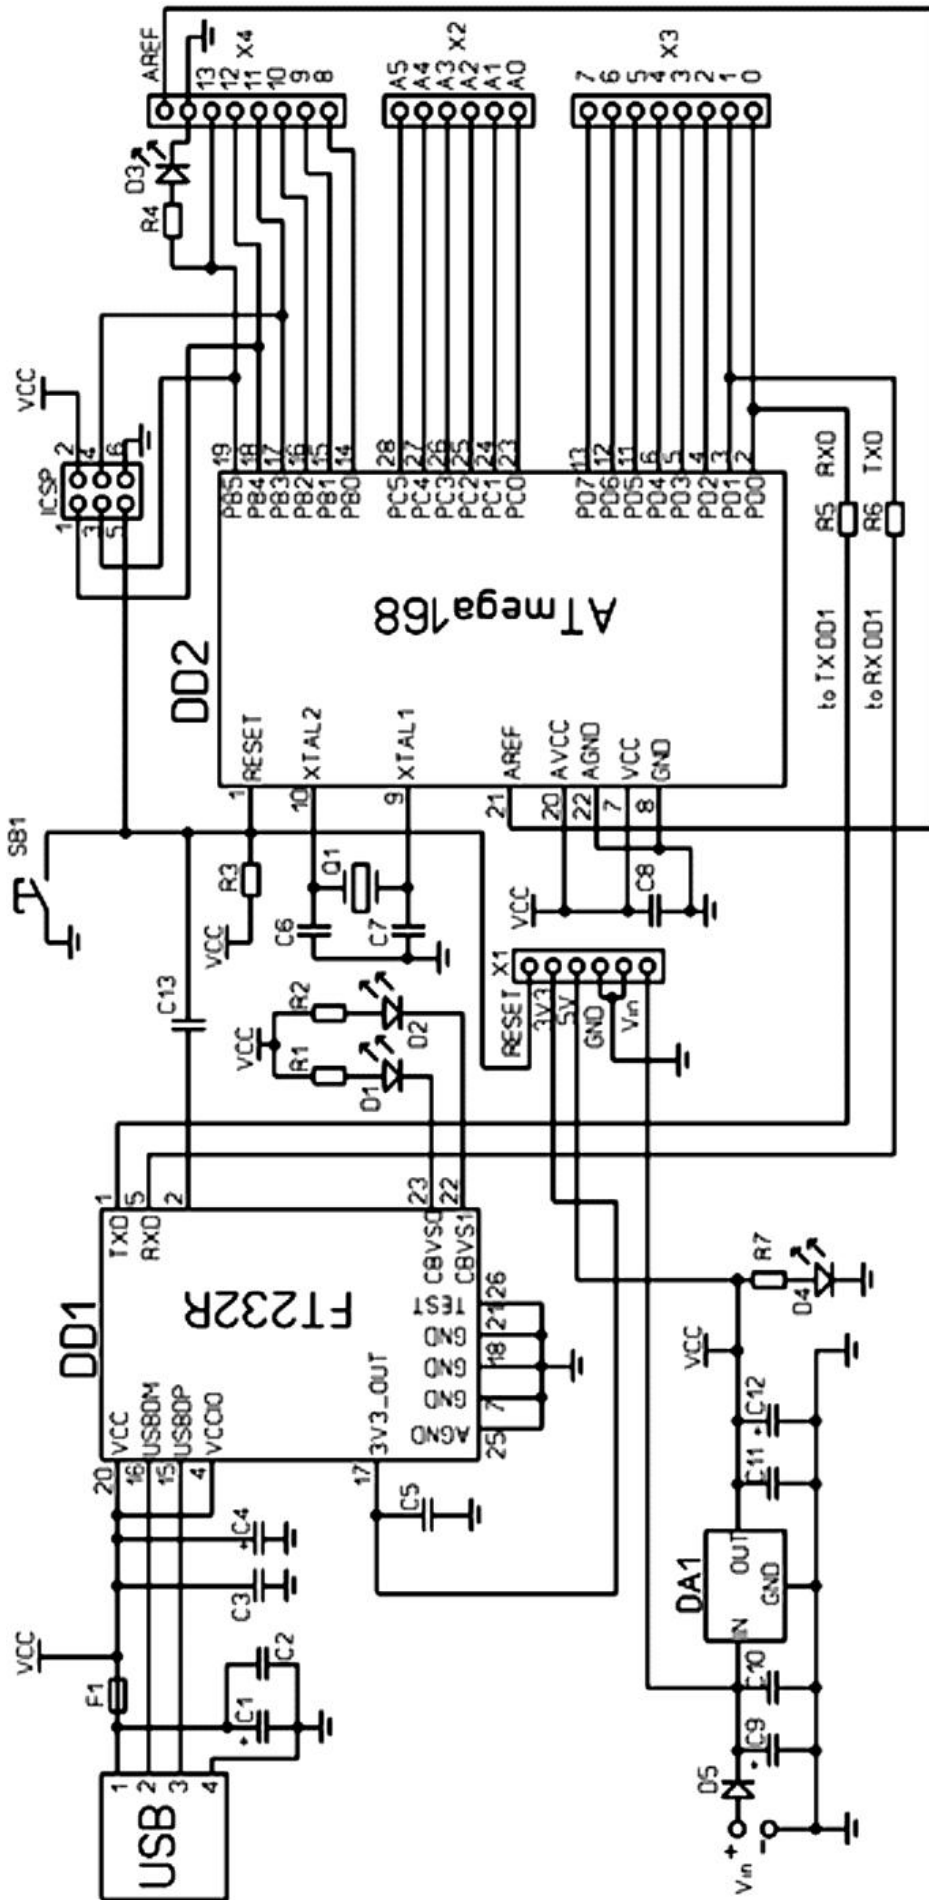 USB
1
2
3
4
F1
VCC
C1
C2
C3
C4
DD1
FT232R
20
VCC
16
USBDM
15
USBDP
4
VCCIO
17
3V3_OUT
C5
TXD
1
RXD
5
2
CBVS0
23
CBVS1
22
25
AGND
7
GND
18
GND
21
GND
26
TEST
C13
VCC
R1
R2
D1
D2
SB1
VCC
R3
C6
C7
Q1
DD2
ATmega168
1
RESET
10
XTAL2
9
XTAL1
21
AREF
20
AVCC
22
AGND
7
VCC
8
GND
VCC
C8
PB5
19
PB4
18
PB3
17
PB2
16
PB1
15
PB0
14
PC5
28
PC4
27
PC3
26
PC2
25
PC1
24
PC0
23
PD7
13
PD6
12
PD5
11
PD4
6
PD3
5
PD2
4
PD1
3
PD0
2
ICSP
1
2
3
4
5
6
VCC
R4
D3
AREF
13
12
11
10
9
8
X4
A5
A4
A3
A2
A1
A0
X2
7
6
5
4
3
2
1
0
X3
X1
RESET
3V3
5V
GND
Vin
to TX DD1
R5
RXD
to RX DD1
R6
TXD
Vin
+
-
D5
+
C9
C10
DA1
IN
OUT
GND
C11
+
C12
VCC
R7
D4